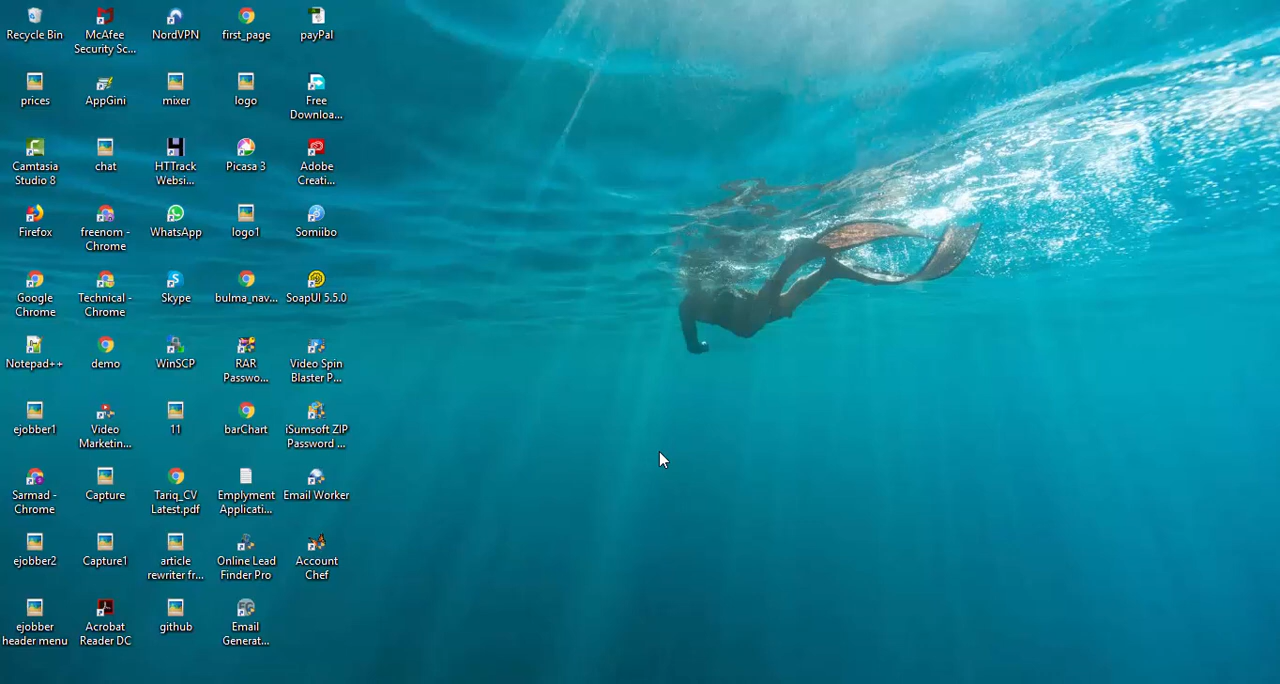 Recycle Bin
McAfee
Security Sc...
NordVPN
first_page
payPal
prices
AppGini
mixer
logo
Free
Downloa...
Camtasia
Studio 8
chat
HTTrack
Websi...
Picasa 3
Adobe
Creati...
Firefox
freenom -
Chrome
WhatsApp
logo1
Somiibo
Google
Chrome
Technical -
Chrome
Skype
bulma_nav...
SoapUI 5.5.0
Notepad++
demo
WinSCP
RAR
Passwo...
Video Spin
Blaster P...
ejobber1
Video
Marketin...
11
barChart
iSumsoft ZIP
Password ...
Sarmad -
Chrome
Capture
Tariq_CV
Latest.pdf
Emplyment
Applicati...
Email Worker
ejobber2
Capture1
article
rewriter fr...
Online Lead
Finder Pro
Account
Chef
ejobber
header menu
Acrobat
Reader DC
github
Email
Generat...